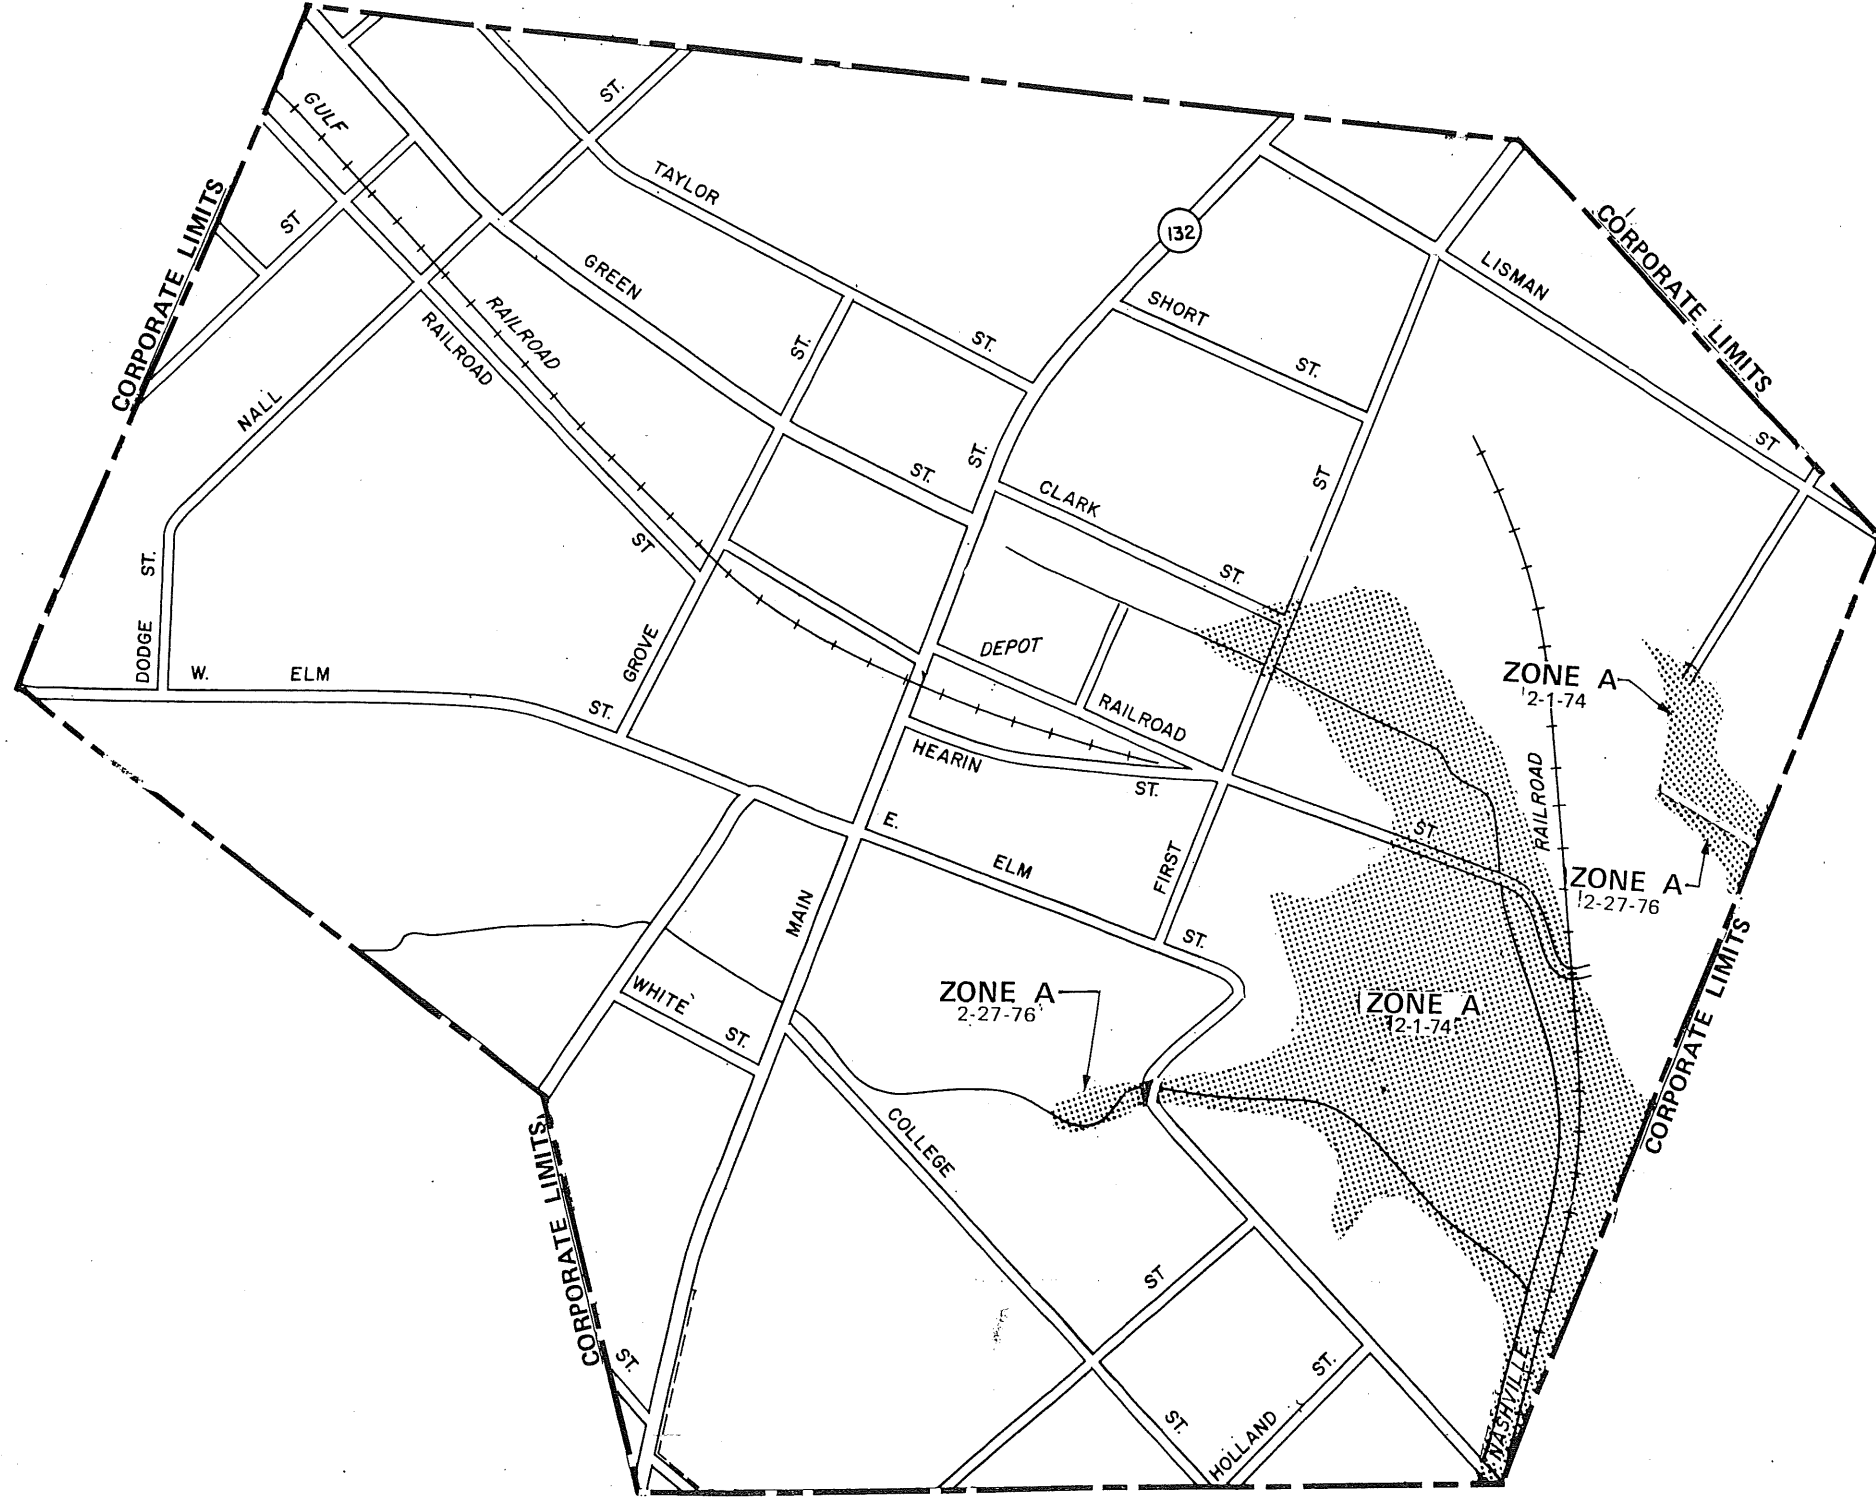 ST.
GULF
TAYLOR
CORPORATE LIMITS
ST
132
CORPORATE LIMITS
GREEN
LISMAN
RAILROAD
SHORT
RAILROAD
ST.
ST.
ST.
NALL
ST
ST.
ST.
CLARK
ST
ST
ST.
ST.
DODGE
W. ELM
GROVE
DEPOT
ZONE A
2-1-74
ST.
RAILROAD
HEARIN
ST.
RAILROAD
E. ELM
ST
FIRST
ZONE A
2-27-76
MAIN
ST.
CORPORATE LIMITS
WHITE
ST.
ZONE A
2-27-76
ZONE A
2-1-74
COLLEGE
CORPORATE LIMITS
ST
ST.
ST.
ST.
HOLLAND
NASHVILLE